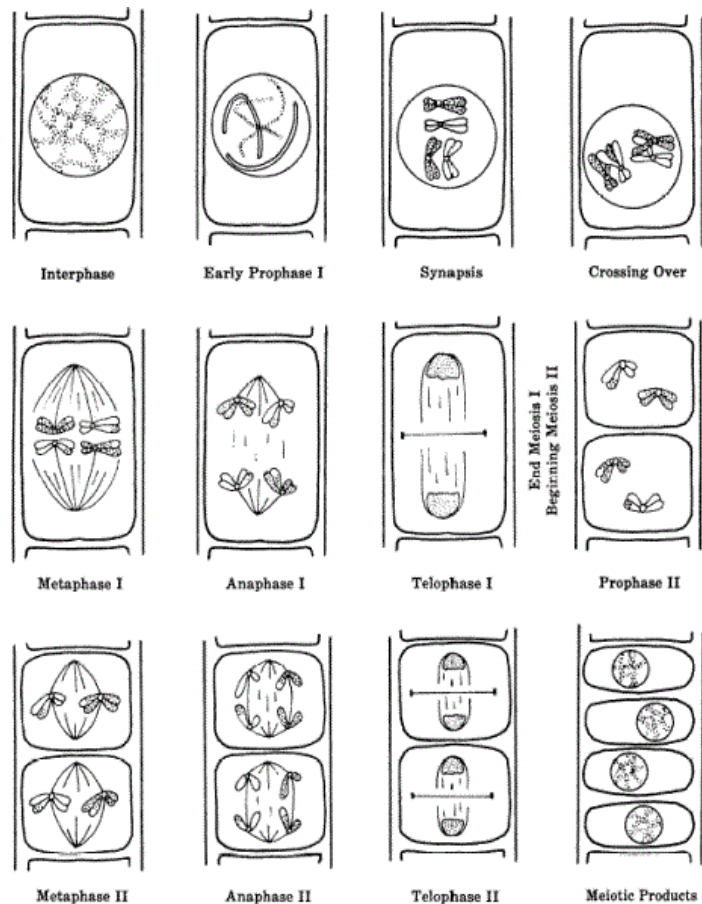 Interphase
Early Prophase I
Synapsis
Crossing Over
Metaphase I
Anaphase I
Telophase I
End Meiosis I
Beginning Meiosis II
Prophase II
Metaphase II
Anaphase II
Telophase II
Meiotic Products